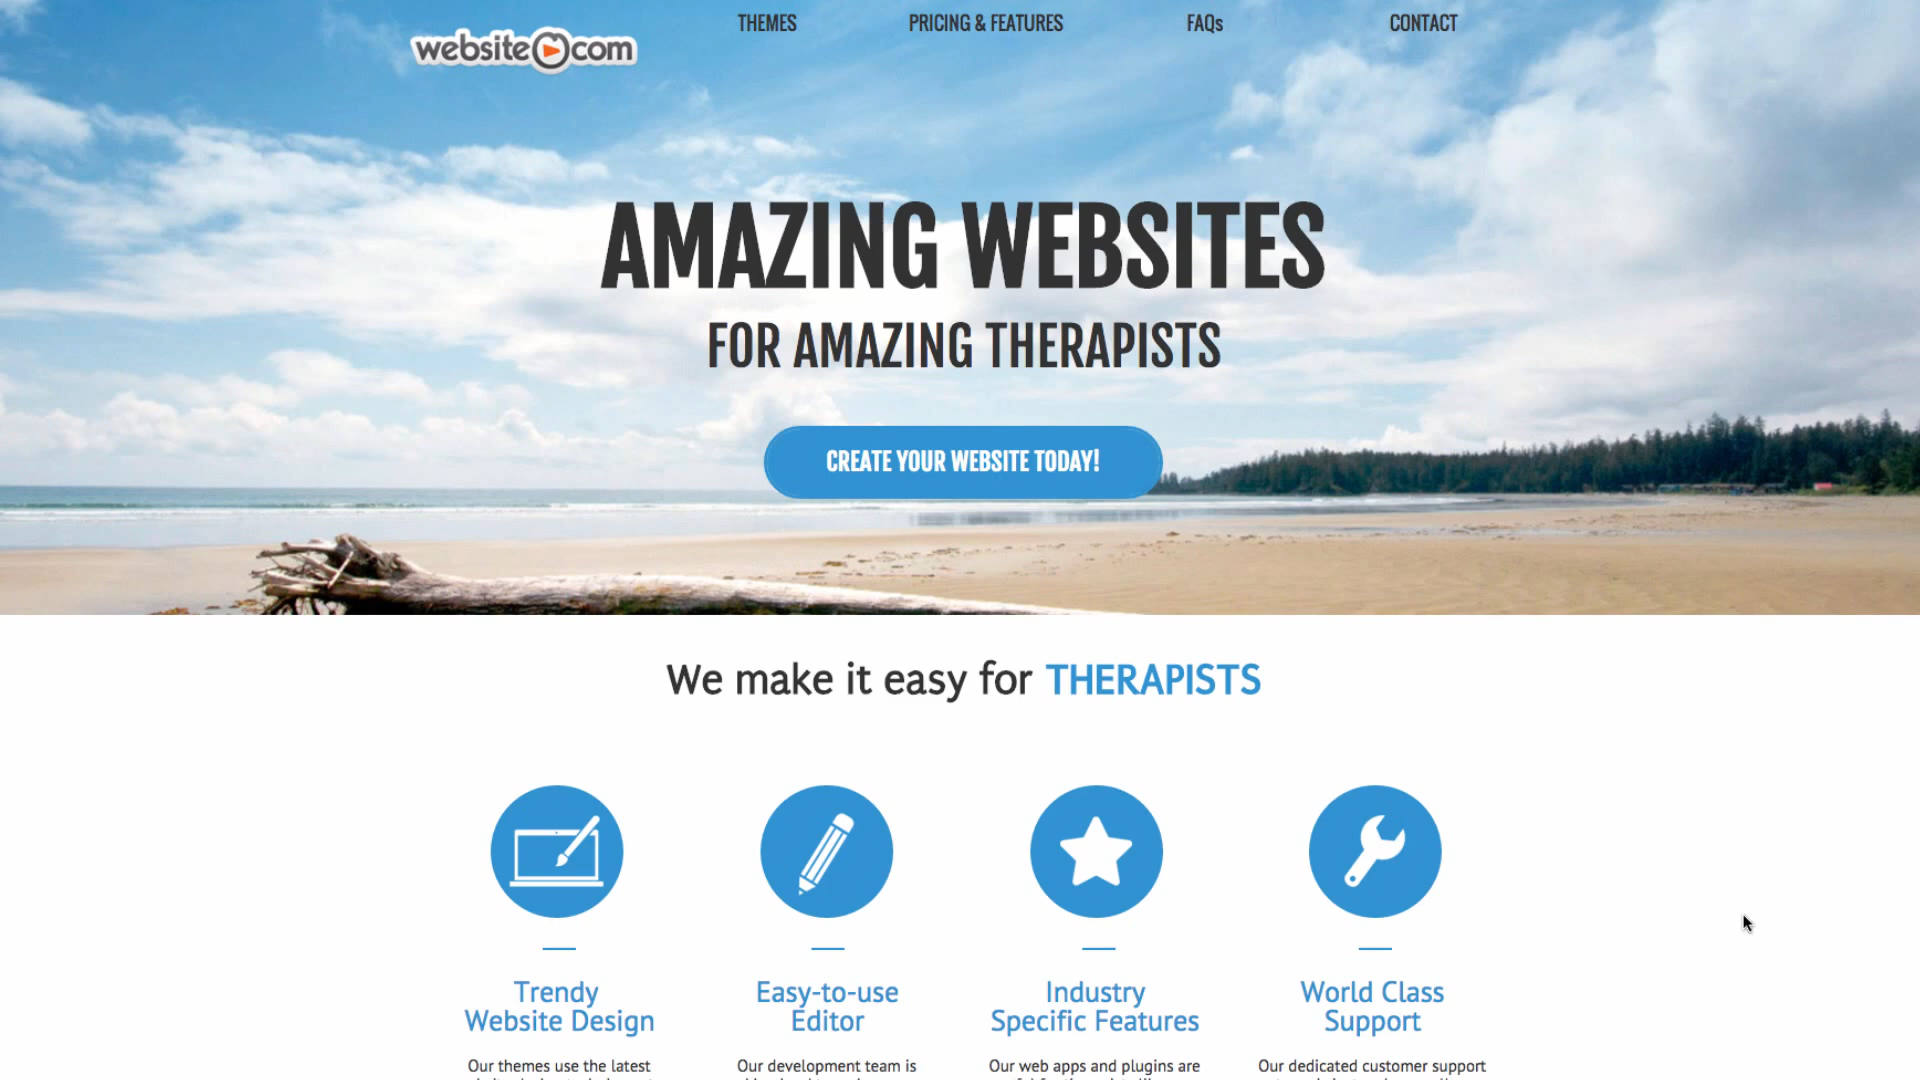 website.com
THEMES
PRICING & FEATURES
FAQs
CONTACT
AMAZING WEBSITES
FOR AMAZING THERAPISTS
CREATE YOUR WEBSITE TODAY!
We make it easy for THERAPISTS
Trendy
Website Design
Easy-to-use
Editor
Industry
Specific Features
World Class
Support
Our themes use the latest
Our development team is
Our web apps and plugins are
Our dedicated customer support